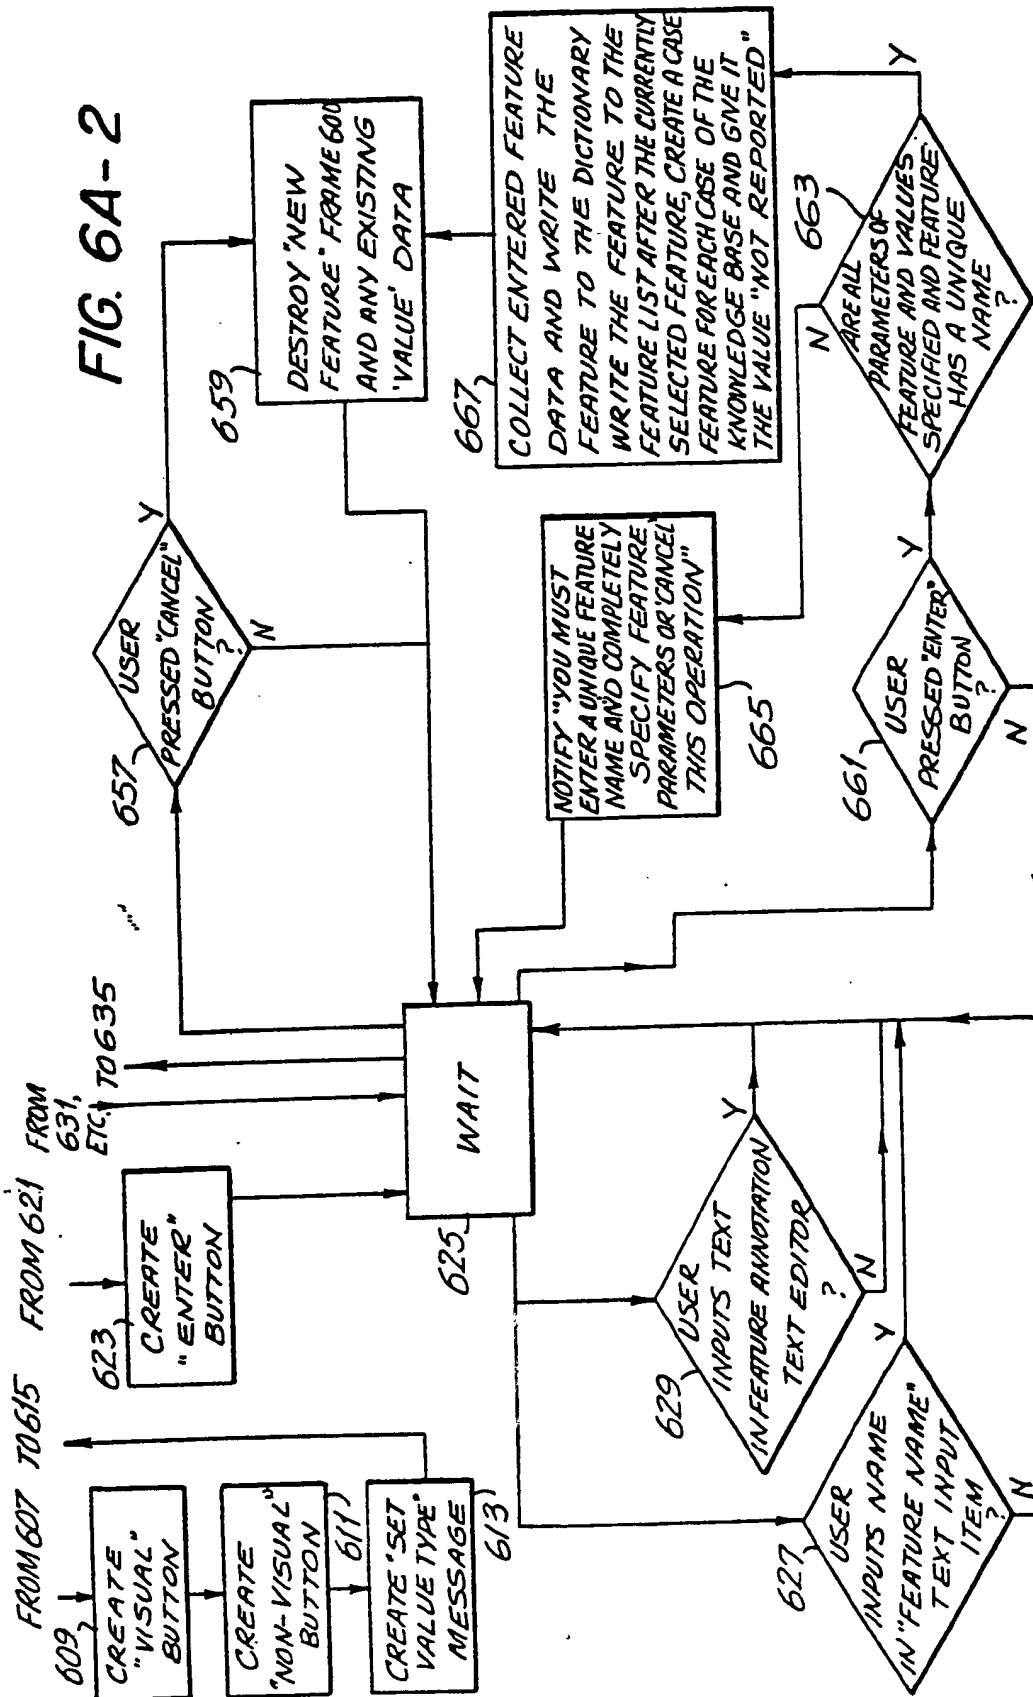 FIG. 6A-2
FROM 607
TO 615
FROM 621
FROM
631,
ETC.
TO 635
609
CREATE
"VISUAL"
BUTTON
CREATE
"NON-VISUAL"
BUTTON
611
CREATE "SET
VALUE TYPE"
MESSAGE
613
623
CREATE
"ENTER"
BUTTON
WAIT
625
627
USER
INPUTS NAME
IN "FEATURE NAME"
TEXT INPUT
ITEM
?
Y
N
629
USER
INPUTS TEXT
IN FEATURE ANNOTATION
TEXT EDITOR
?
Y
N
657
USER
PRESSED "CANCEL"
BUTTON
?
Y
N
659
DESTROY "NEW
FEATURE" FRAME 600
AND ANY EXISTING
'VALUE' DATA
661
USER
PRESSED "ENTER"
BUTTON
?
Y
N
663
ARE ALL
PARAMETERS OF
FEATURE AND VALUES
SPECIFIED AND FEATURE
HAS A UNIQUE
NAME
?
Y
N
NOTIFY "YOU MUST
ENTER A UNIQUE FEATURE
NAME AND COMPLETELY
SPECIFY FEATURE
PARAMETERS OR 'CANCEL'
THIS OPERATION"
665
667
COLLECT ENTERED FEATURE
DATA AND WRITE THE
FEATURE TO THE DICTIONARY
WRITE THE FEATURE TO THE
FEATURE LIST AFTER THE CURRENTLY
SELECTED FEATURE, CREATE A CASE
FEATURE FOR EACH CASE OF THE
KNOWLEDGE BASE AND GIVE IT
THE VALUE "NOT REPORTED"